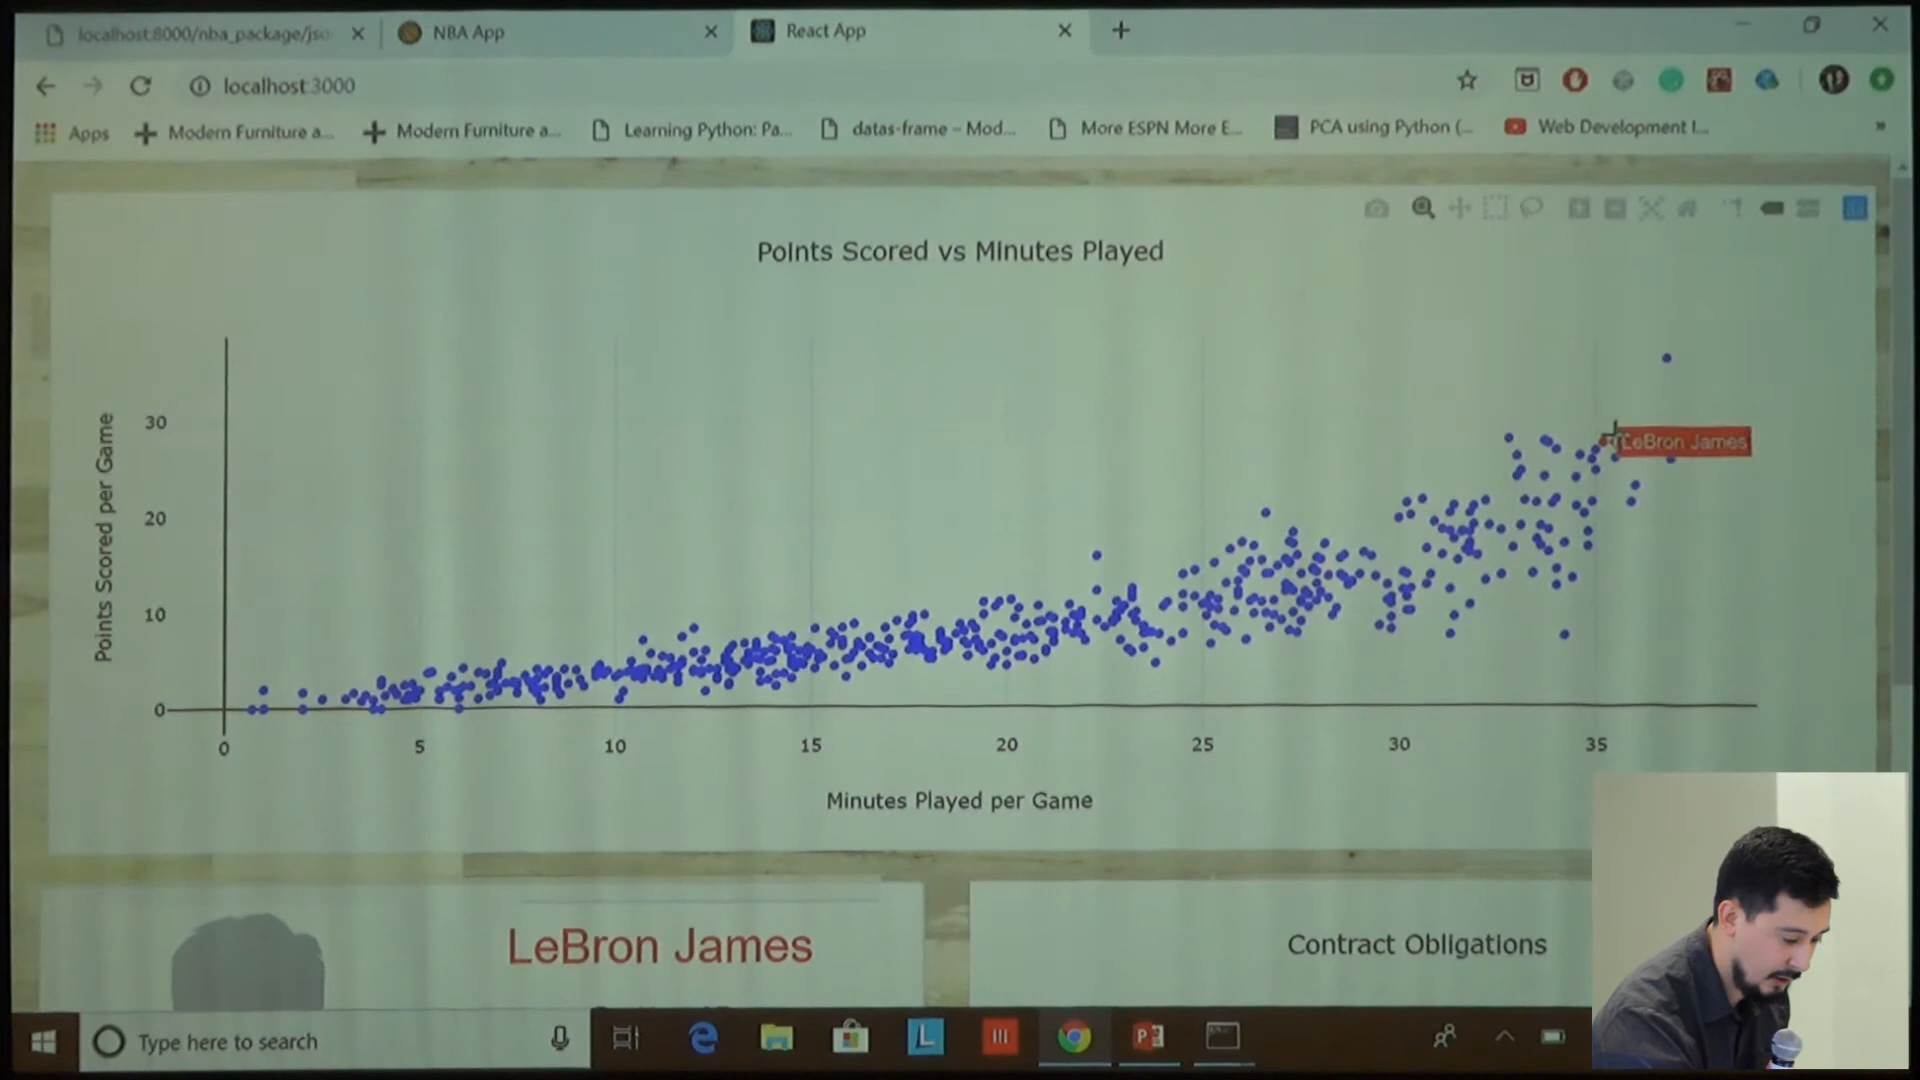 localhost:8000/nba_package/jso
NBA App
React App
localhost:3000
Apps
Modern Furniture a...
Modern Furniture a...
Learning Python: Pa...
datas-frame – Mod...
More ESPN More E...
PCA using Python (...
Web Development I...
»
Points Scored vs Minutes Played
Points Scored per Game
30
20
10
0
LeBron James
0
5
10
15
20
25
30
35
Minutes Played per Game
LeBron James
Contract Obligations
Type here to search